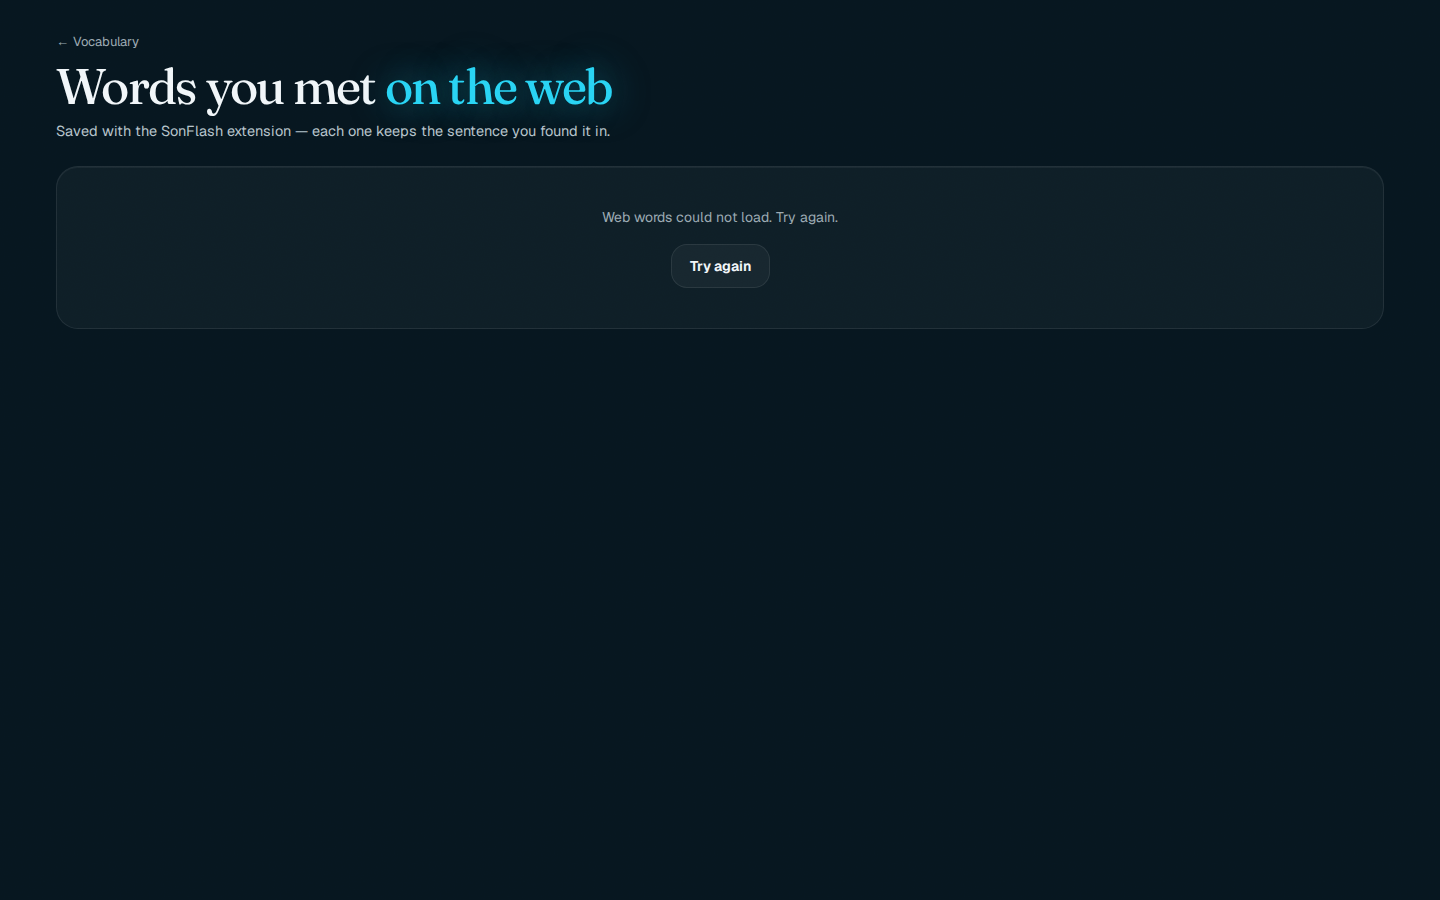 ← Vocabulary
Words you met on the web
Saved with the SonFlash extension — each one keeps the sentence you found it in.
Web words could not load. Try again.
Try again